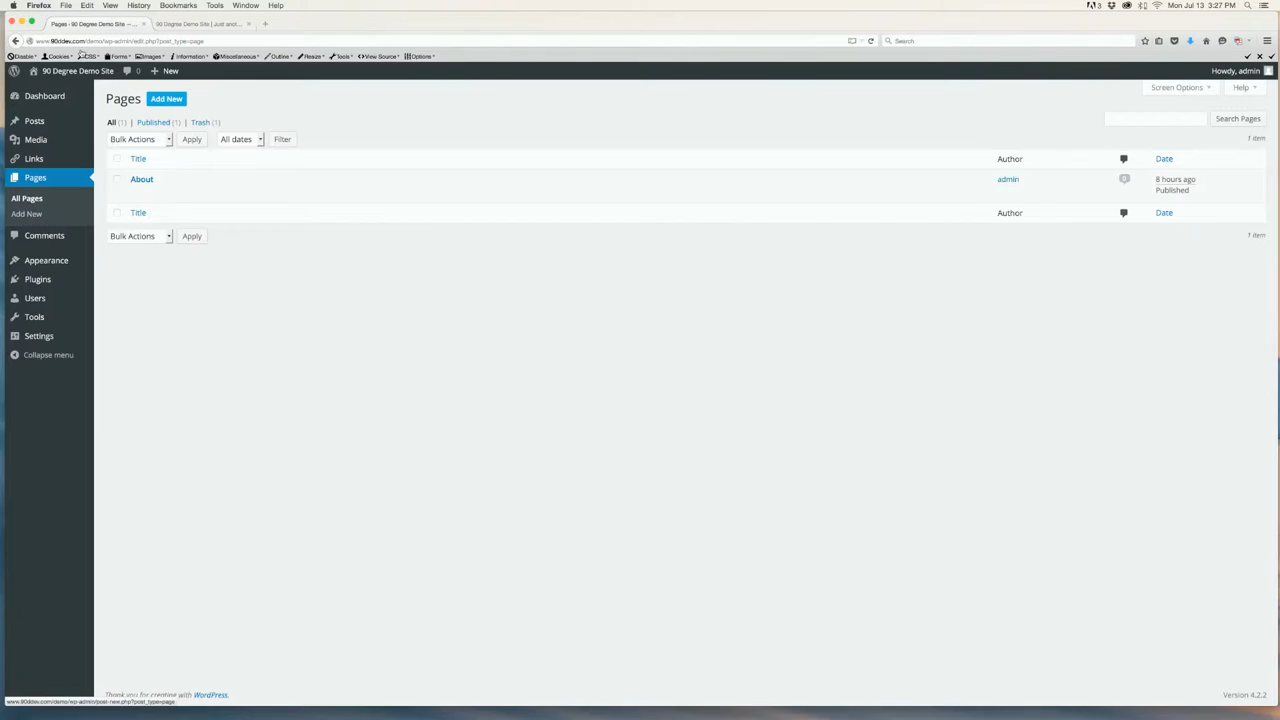 Firefox File Edit View History Bookmarks Tools Window Help
3 Mon Jul 13 3:27 PM
Pages ‹ 90 Degree Demo Site — ... × 90 Degree Demo Site | Just anot... × +
www.90ddev.com/demo/wp-admin/edit.php?post_type=page
Search
Disable Cookies CSS Forms Images Information Miscellaneous Outline Resize Tools View Source Options
90 Degree Demo Site 0 + New
Howdy, admin
Dashboard
Posts
Media
Links
Pages
All Pages
Add New
Comments
Appearance
Plugins
Users
Tools
Settings
Collapse menu
Screen Options Help
Pages Add New
All (1) | Published (1) | Trash (1)
Search Pages
Bulk Actions Apply All dates Filter
1 item
Title Author Date
About admin 0 8 hours ago
Published
Title Author Date
Bulk Actions Apply
1 item
Thank you for creating with WordPress.
Version 4.2.2
www.90ddev.com/demo/wp-admin/post-new.php?post_type=page